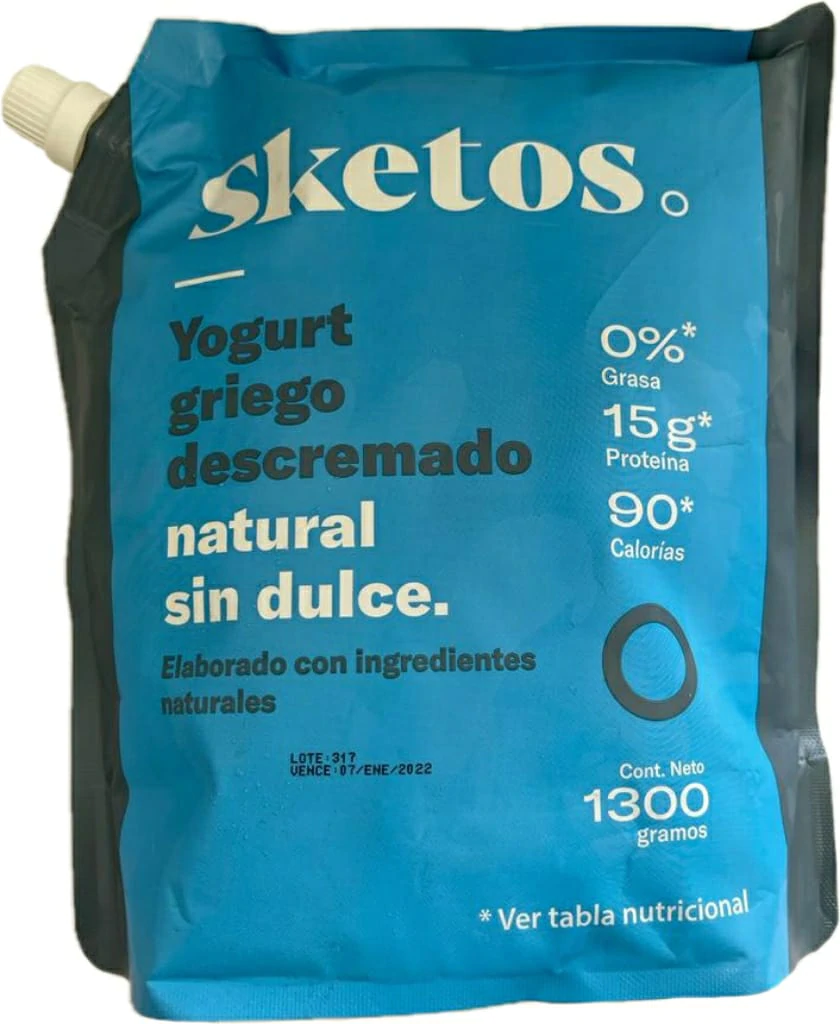 sketos
Yogurt
griego
descremado
natural
sin dulce.
Elaborado con ingredientes
naturales
LOTE:317
VENCE:07/ENE/2022
0%*
Grasa
15 g*
Proteína
90*
Calorías
Cont. Neto
1300
gramos
* Ver tabla nutricional